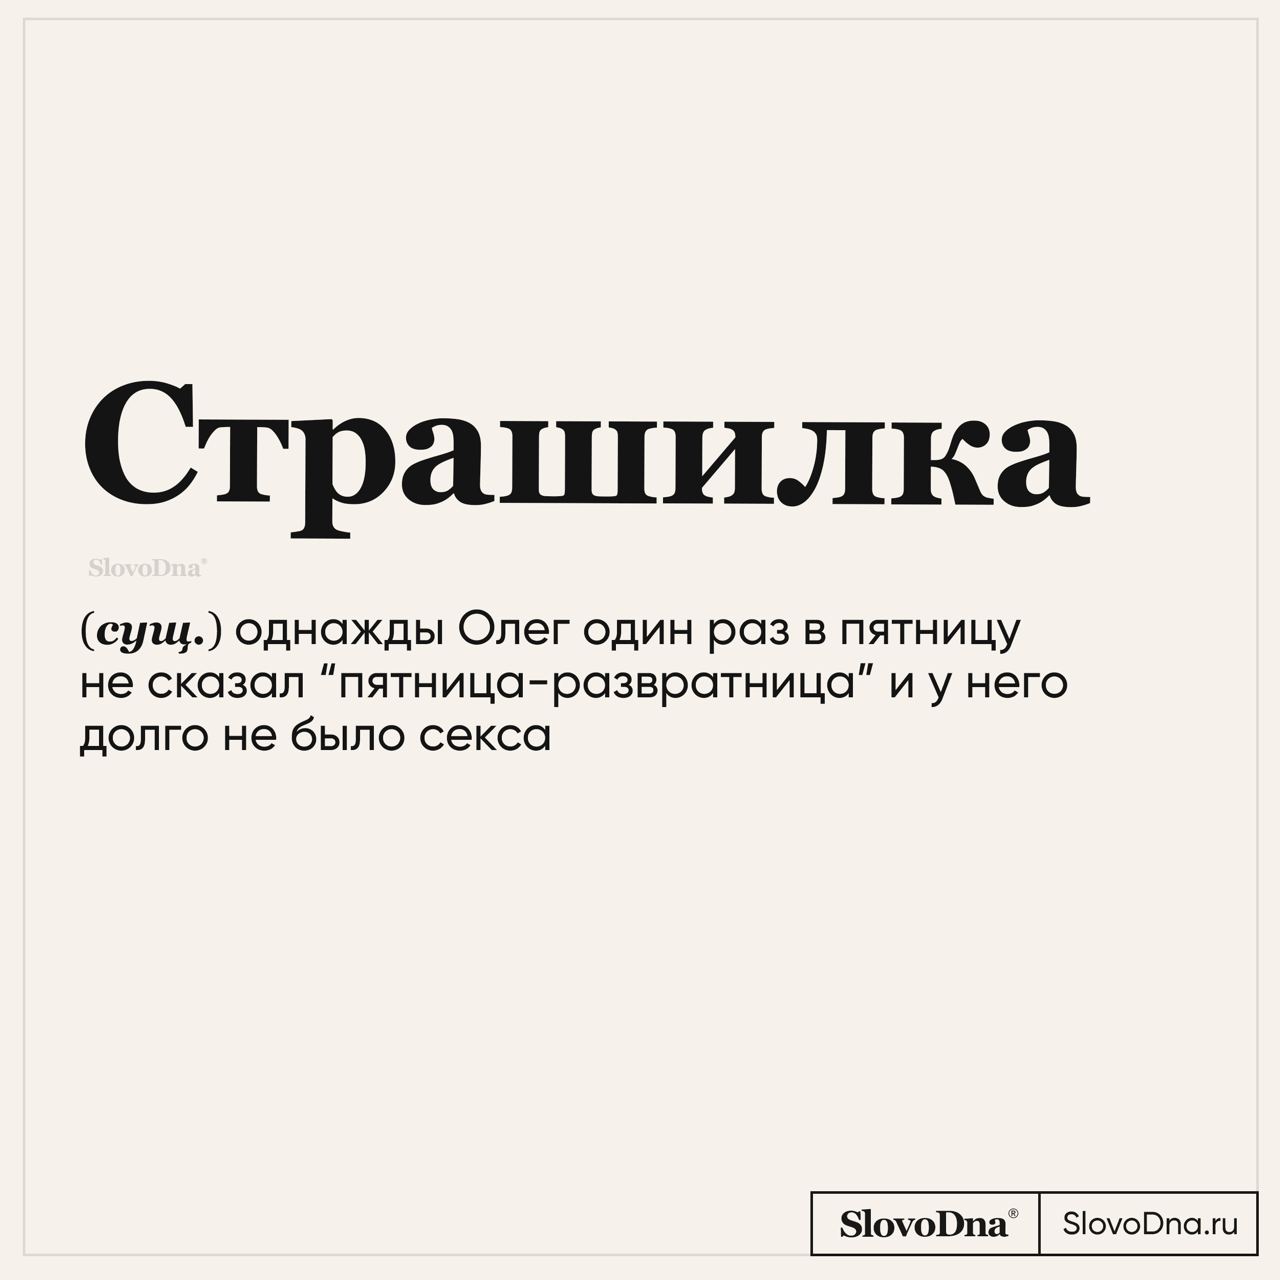 Страшилка
SlovoDna®
(сущ.) однажды Олег один раз в пятницу
не сказал “пятница-развратница” и у него
долго не было секса
SlovoDna® SlovoDna.ru